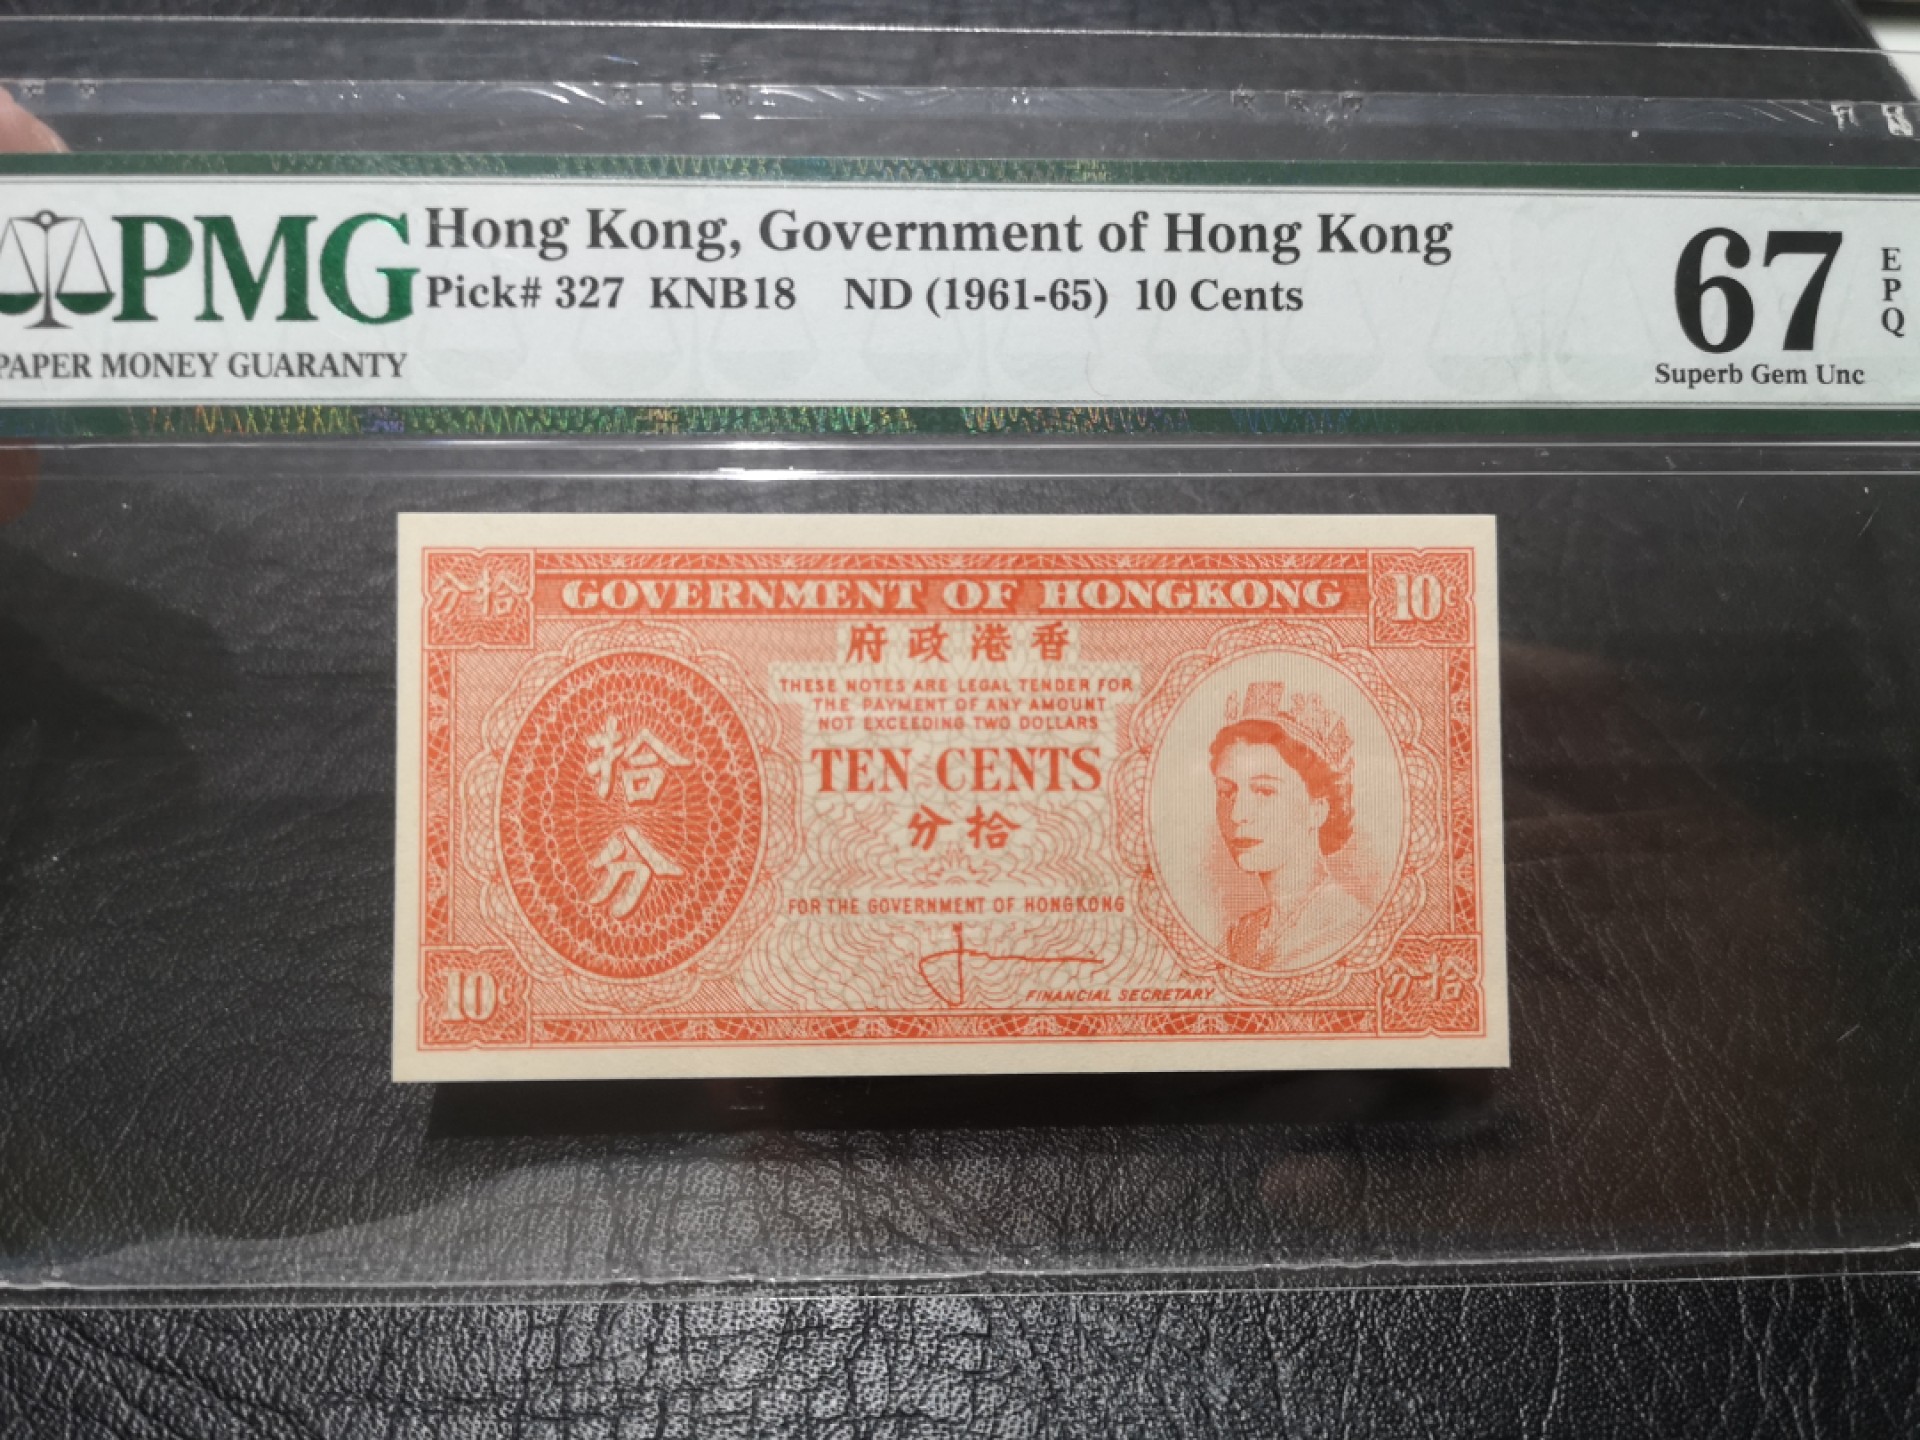 PMG
PAPER MONEY GUARANTY
Hong Kong, Government of Hong Kong
Pick# 327 KNB18 ND (1961-65) 10 Cents
67
EPQ
Superb Gem Unc
分拾
GOVERNMENT OF HONGKONG
10c
府政港香
THESE NOTES ARE LEGAL TENDER FOR
THE PAYMENT OF ANY AMOUNT
NOT EXCEEDING TWO DOLLARS
拾
分
TEN CENTS
分拾
FOR THE GOVERNMENT OF HONGKONG
FINANCIAL SECRETARY
10c
分拾